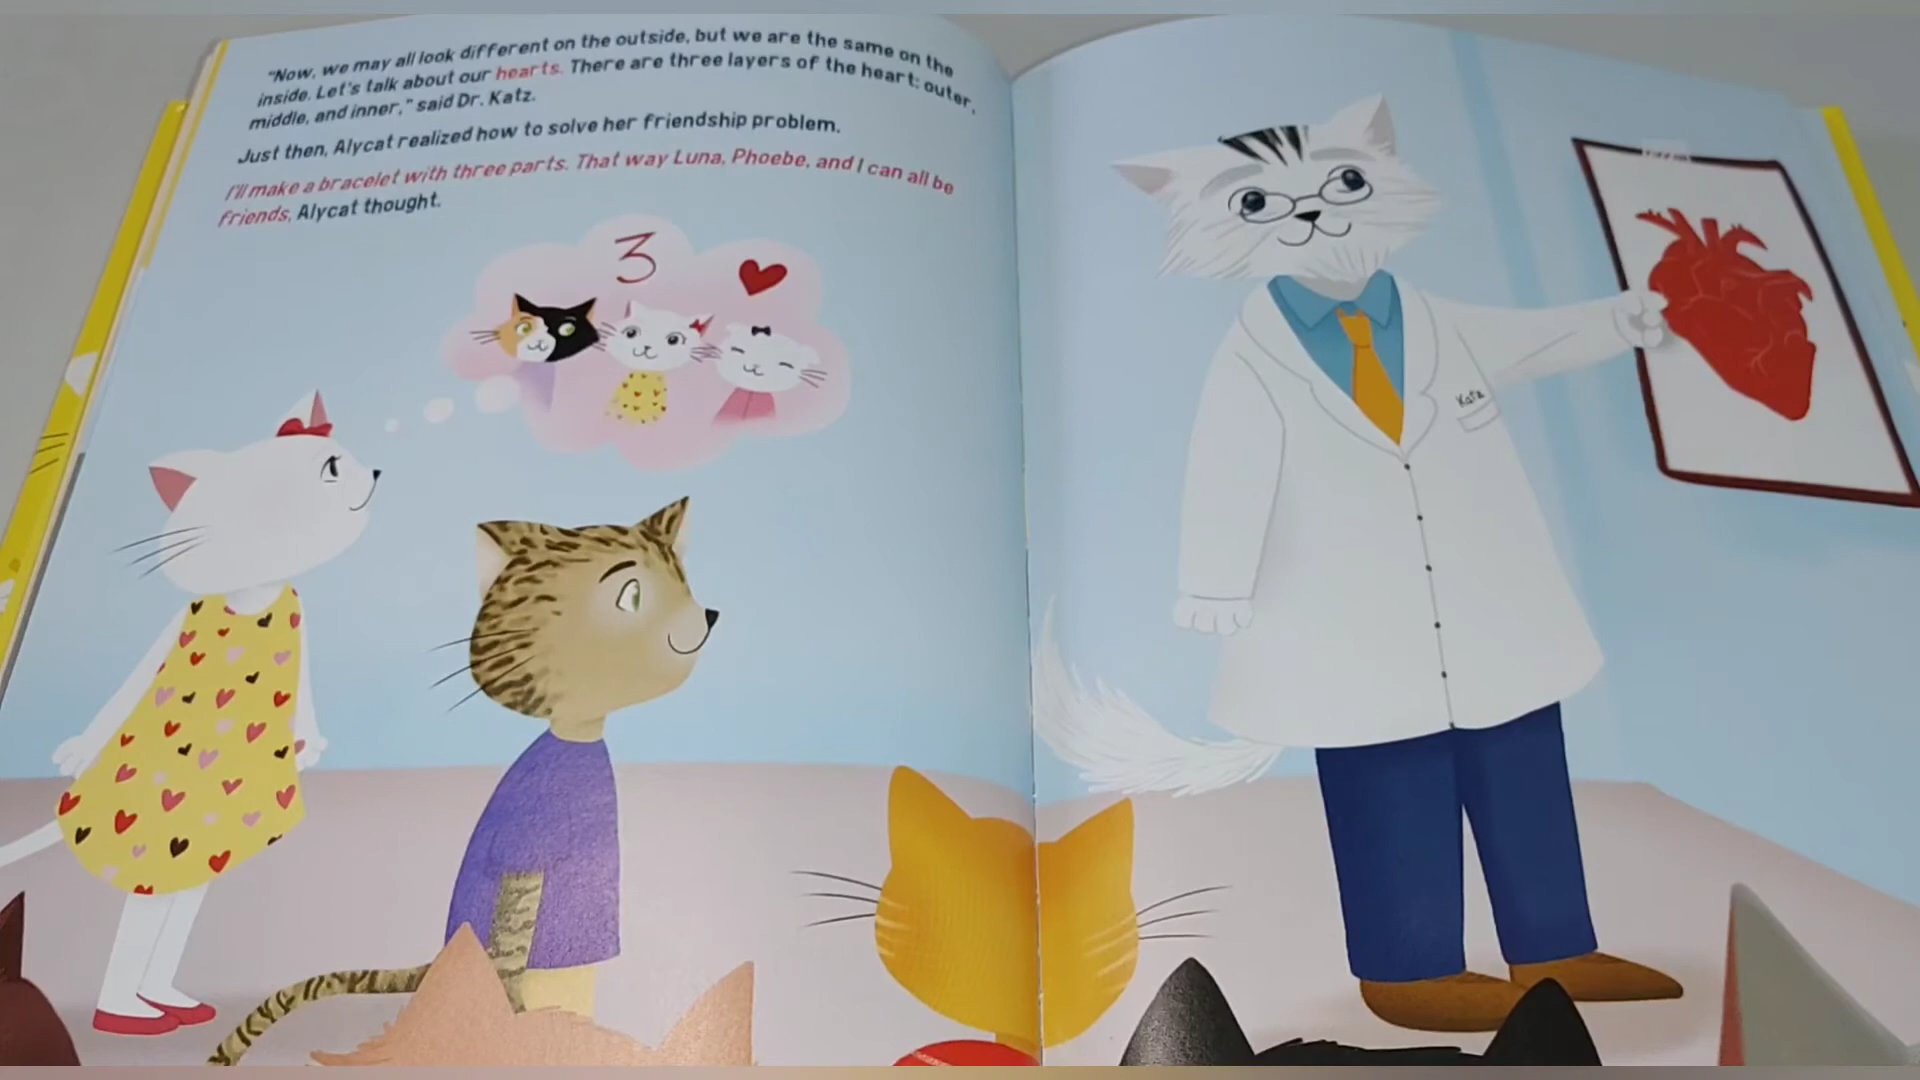 "Now, we may all look different on the outside, but we are the same on the
inside. Let's talk about our hearts. There are three layers of the heart: outer,
middle, and inner," said Dr. Katz.
Just then, Alycat realized how to solve her friendship problem.
I'll make a bracelet with three parts. That way Luna, Phoebe, and I can all be
friends, Alycat thought.
3
Katz